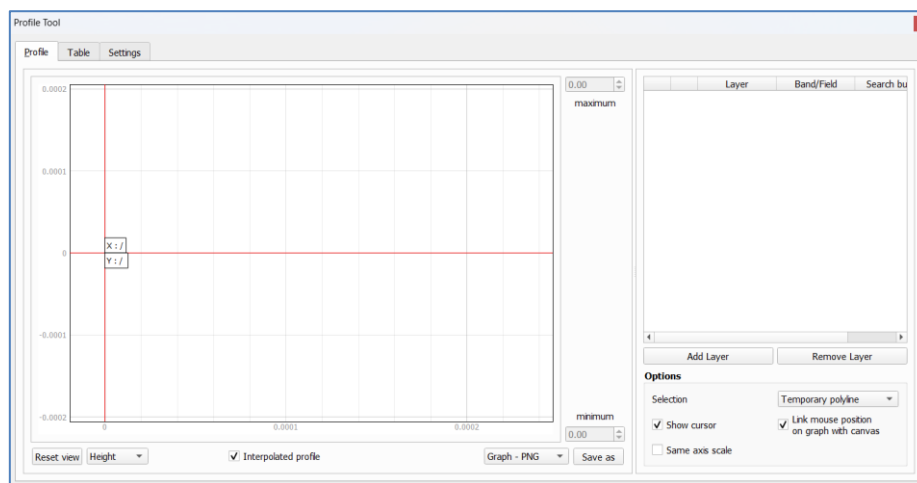 Profile Tool
Profile Table Settings
0.0002
0.0001
0
-0.0001
-0.0002
X : /
Y : /
0 0.0001 0.0002
0.00
maximum
minimum
0.00
Reset view Height Interpolated profile Graph - PNG Save as
Layer Band/Field Search bu
Add Layer Remove Layer
Options
Selection Temporary polyline
Show cursor Link mouse position
on graph with canvas
Same axis scale